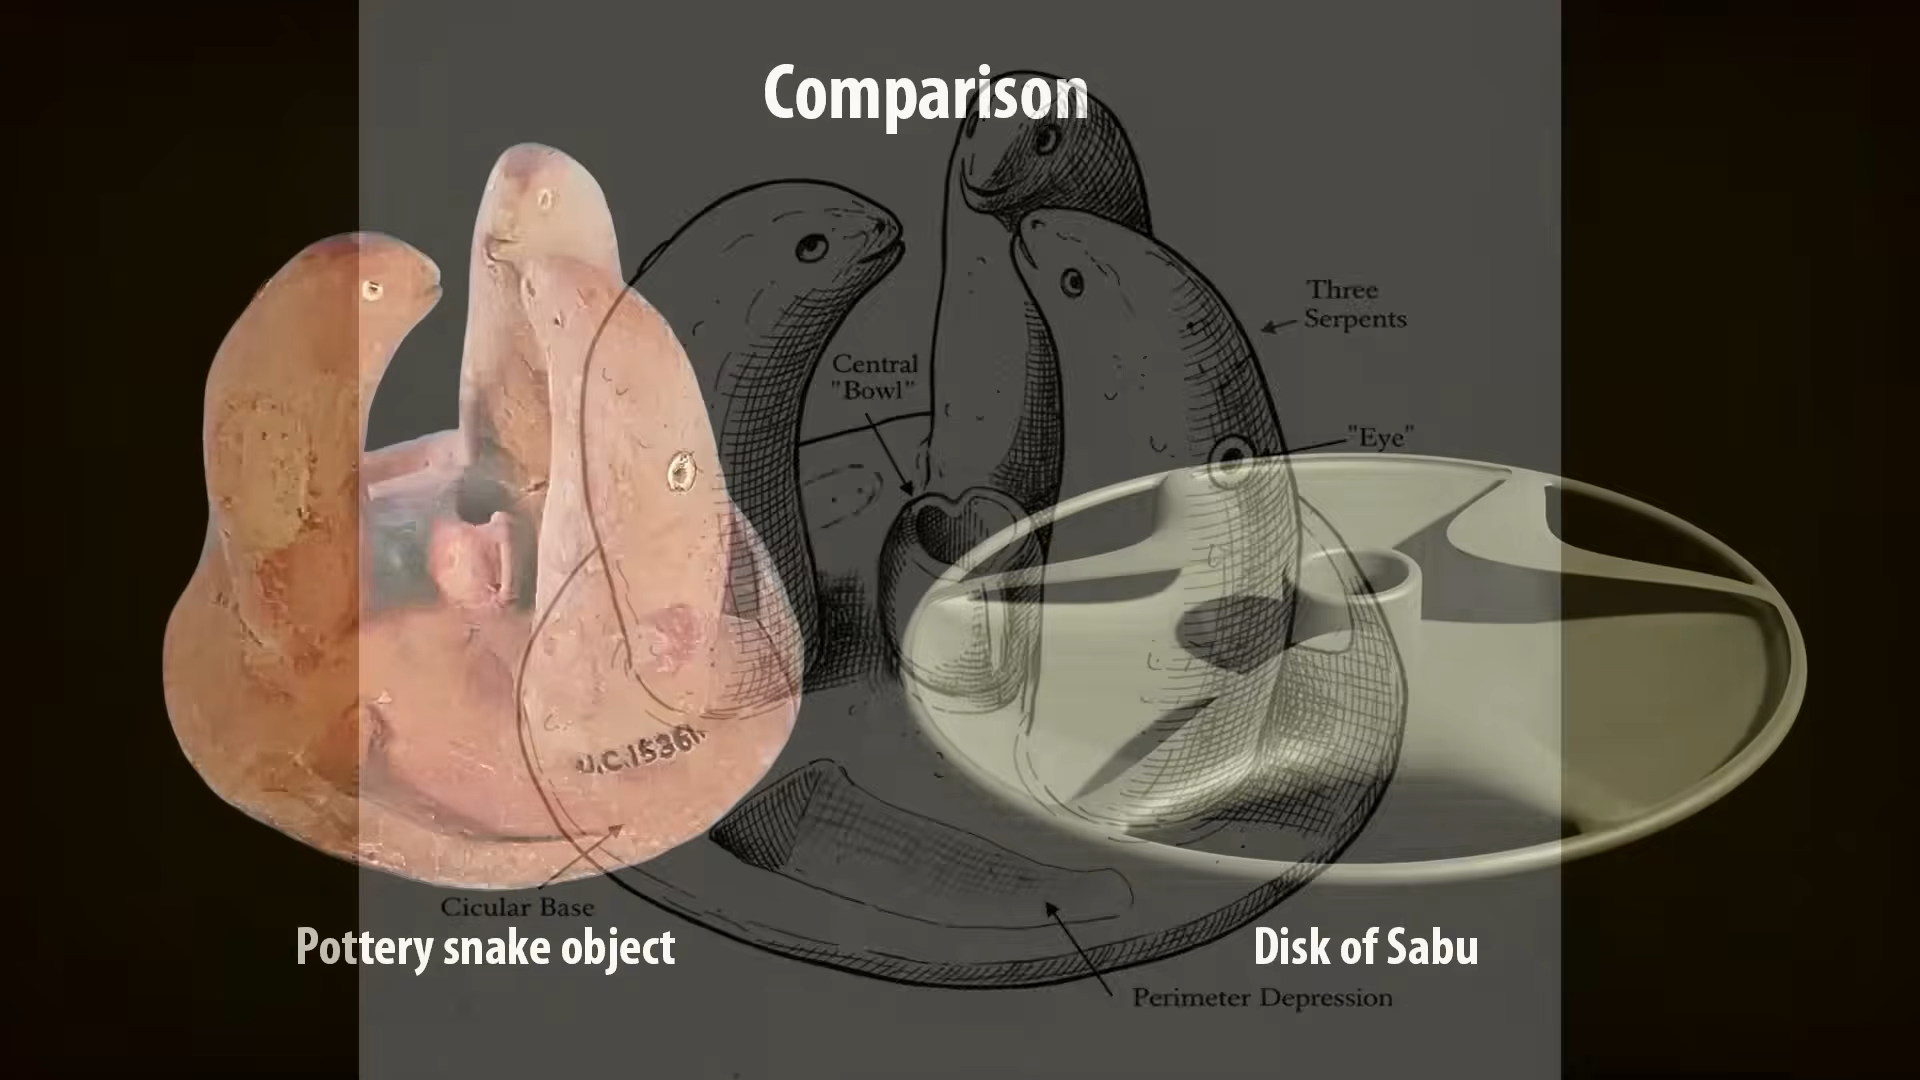 Comparison
Three
Serpents
Central
"Bowl"
"Eye"
U.C.15361
Cicular Base
Pottery snake object
Disk of Sabu
Perimeter Depression